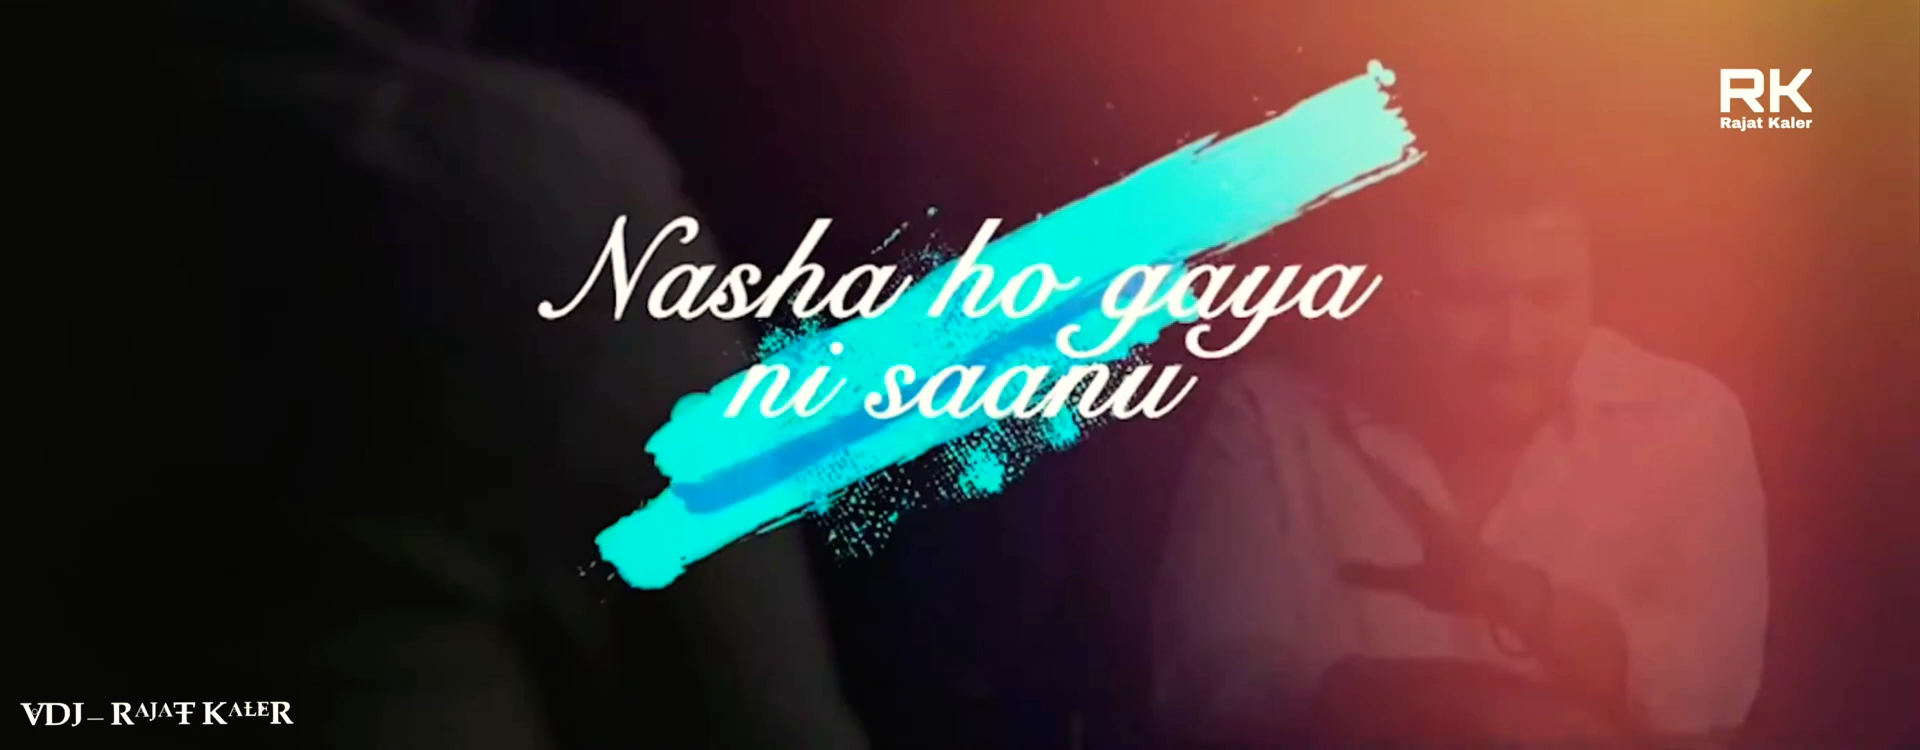 RK
Rajat Kaler
Nasha ho gaya
ni saanu
VDJ – RAJAT KALER